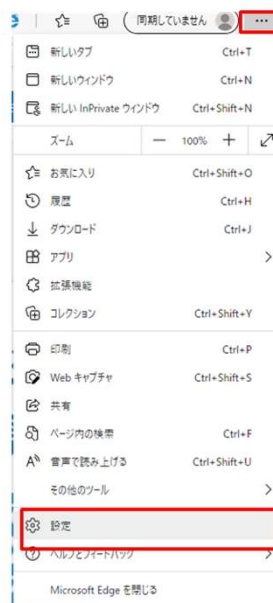 同期していません
新しいタブ Ctrl+T
新しいウィンドウ Ctrl+N
新しい InPrivate ウィンドウ Ctrl+Shift+N
ズーム 100%
お気に入り Ctrl+Shift+O
履歴 Ctrl+H
ダウンロード Ctrl+J
アプリ
拡張機能
コレクション Ctrl+Shift+Y
印刷 Ctrl+P
Web キャプチャ Ctrl+Shift+S
共有
ページ内の検索 Ctrl+F
音声で読み上げる Ctrl+Shift+U
その他のツール
設定
ヘルプとフィードバック
Microsoft Edge を閉じる